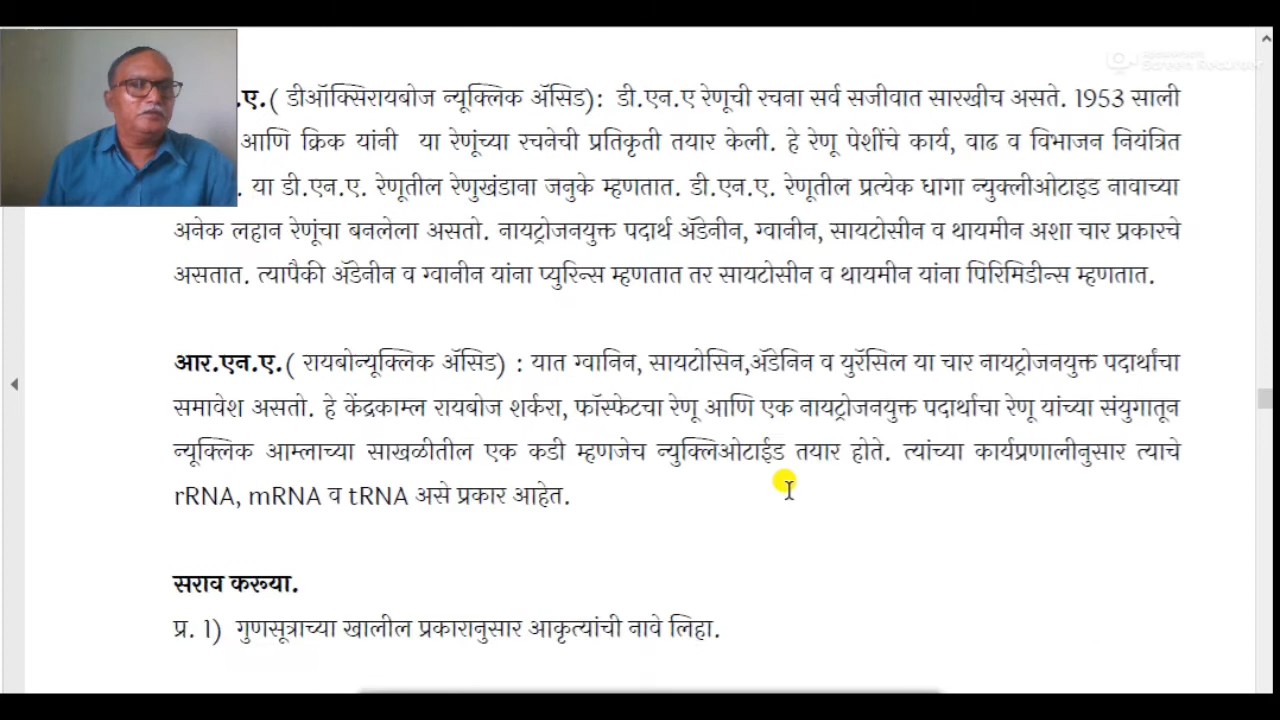 .ए.( डीऑक्सिरायबोज न्यूक्लिक ॲसिड): डी.एन.ए रेणूची रचना सर्व सजीवात सारखीच असते. 1953 साली
आणि क्रिक यांनी या रेणूंच्या रचनेची प्रतिकृती तयार केली. हे रेणू पेशींचे कार्य, वाढ व विभाजन नियंत्रित
. या डी.एन.ए. रेणूतील रेणुखंडाना जनुके म्हणतात. डी.एन.ए. रेणूतील प्रत्येक धागा न्युक्लीओटाइड नावाच्या
अनेक लहान रेणूंचा बनलेला असतो. नायट्रोजनयुक्त पदार्थ ॲडेनीन, ग्वानीन, सायटोसीन व थायमीन अशा चार प्रकारचे
असतात. त्यापैकी ॲडेनीन व ग्वानीन यांना प्युरिन्स म्हणतात तर सायटोसीन व थायमीन यांना पिरिमिडीन्स म्हणतात.
आर.एन.ए.( रायबोन्यूक्लिक ॲसिड) : यात ग्वानिन, सायटोसिन,ॲडेनिन व युरॅसिल या चार नायट्रोजनयुक्त पदार्थांचा
समावेश असतो. हे केंद्रकाम्ल रायबोज शर्करा, फॉस्फेटचा रेणू आणि एक नायट्रोजनयुक्त पदार्थाचा रेणू यांच्या संयुगातून
न्यूक्लिक आम्लाच्या साखळीतील एक कडी म्हणजेच न्युक्लिओटाईड तयार होते. त्यांच्या कार्यप्रणालीनुसार त्याचे
rRNA, mRNA व tRNA असे प्रकार आहेत.
सराव करूया.
प्र. 1) गुणसूत्राच्या खालील प्रकारानुसार आकृत्यांची नावे लिहा.